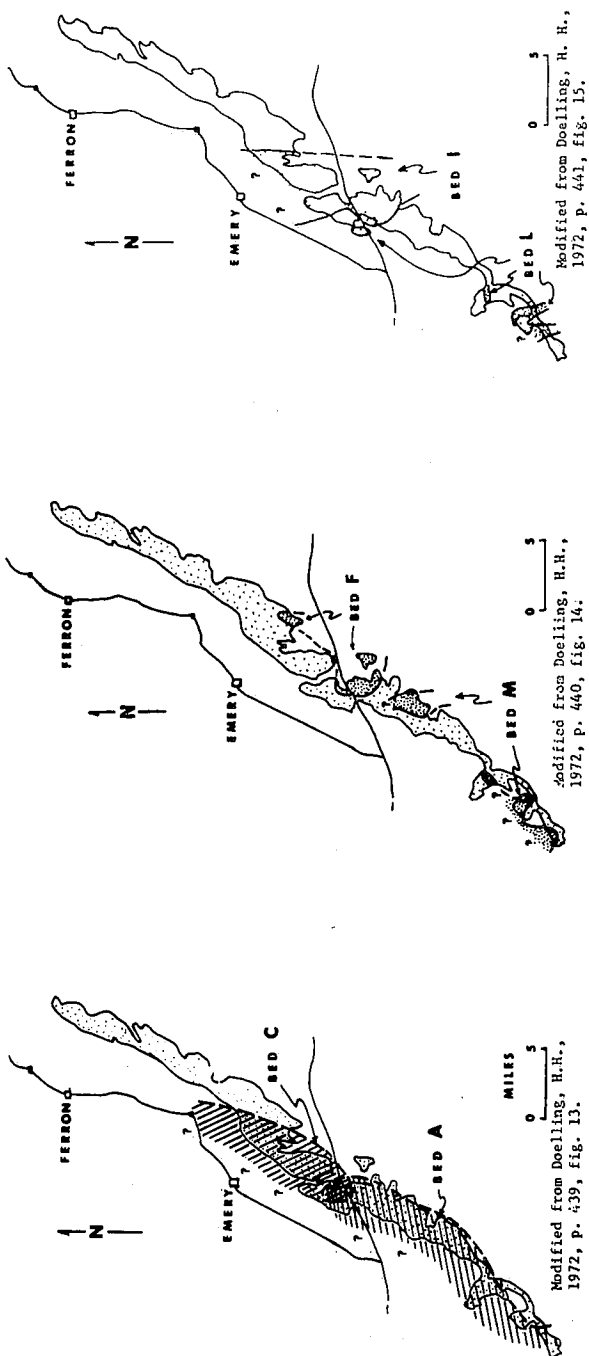 N
FERRON
EMERY
?
?
?
?
?
BED C
BED A
MILES
0 5
Modified from Doelling, H.H.,
1972, p. 439, fig. 13.
N
FERRON
EMERY
BED F
BED M
?
?
?
0 5
Modified from Doelling, H.H.,
1972, p. 440, fig. 14.
N
FERRON
EMERY
?
?
BED I
BED L
?
0 5
Modified from Doelling, H. H.,
1972, p. 441, fig. 15.